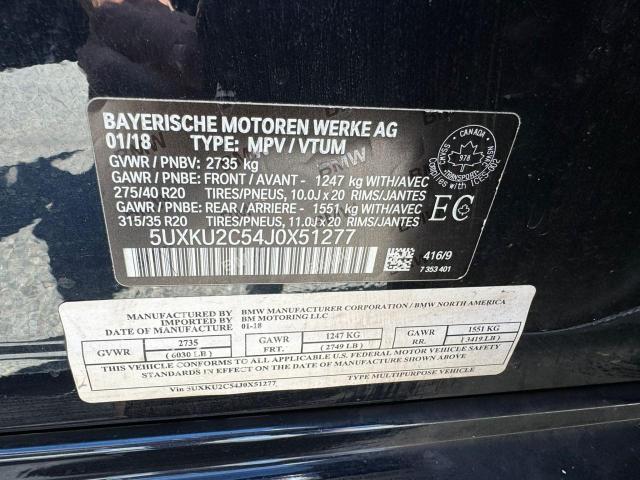 BAYERISCHE MOTOREN WERKE AG
01/18 TYPE: MPV / VTUM
GVWR / PNBV: 2735 kg
GAWR / PNBE: FRONT / AVANT - 1247 kg WITH/AVEC
275/40 R20 TIRES/PNEUS, 10.0J x 20 RIMS/JANTES
GAWR / PNBE: REAR / ARRIERE - 1551 kg WITH/AVEC
315/35 R20 TIRES/PNEUS, 11.0J x 20 RIMS/JANTES
5UXKU2C54J0X51277
CANADA
978
TRANSPORT
EC
416/9
7 353 401
BMW
MANUFACTURED BY BMW MANUFACTURER CORPORATION / BMW NORTH AMERICA
IMPORTED BY BM MOTORING LLC
DATE OF MANUFACTURE 01-18
GVWR 2735 (6030 LB) GAWR FRT. 1247 KG (2749 LB) GAWR RR. 1551 KG (3419 LB)
THIS VEHICLE CONFORMS TO ALL APPLICABLE U.S. FEDERAL MOTOR VEHICLE SAFETY
STANDARDS IN EFFECT ON THE DATE OF MANUFACTURE SHOWN ABOVE
Vin 5UXKU2C54J0X51277 TYPE MULTIPURPOSE VEHICLE